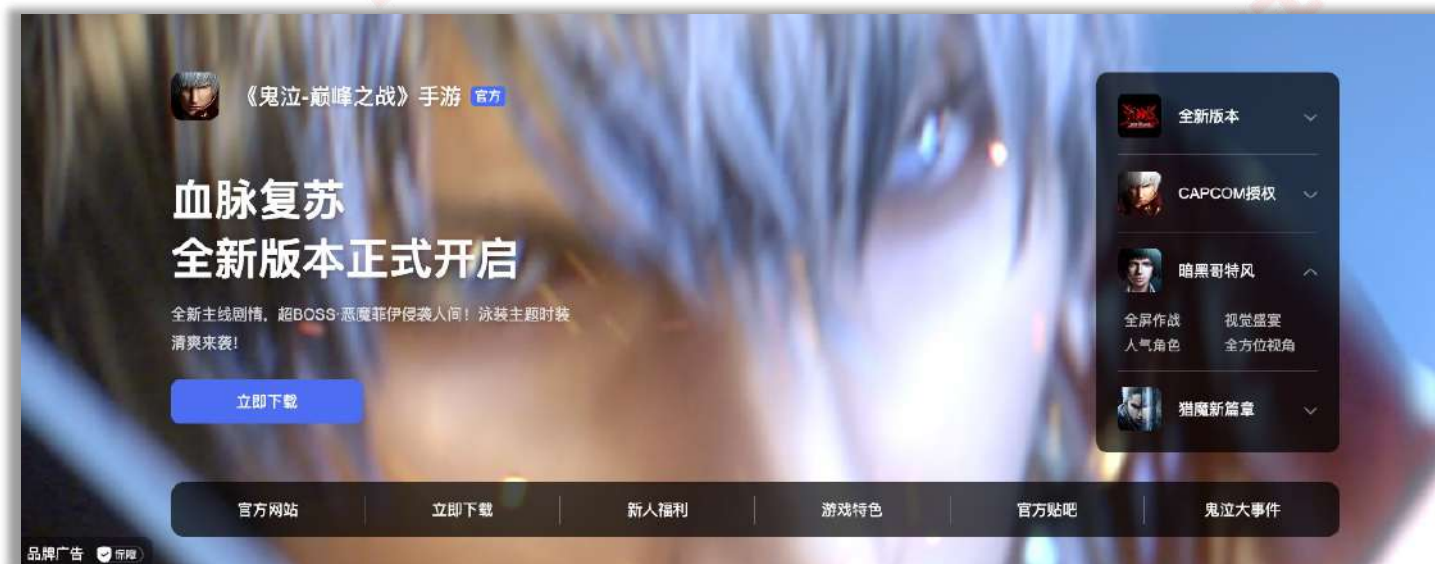 《鬼泣-巅峰之战》手游 官方
血脉复苏
全新版本正式开启
全新主线剧情，超BOSS·恶魔菲伊侵袭人间！泳装主题时装
清爽来袭！
立即下载
全新版本
CAPCOM授权
暗黑哥特风
全屏作战 视觉盛宴
人气角色 全方位视角
猎魔新篇章
官方网站 立即下载 新人福利 游戏特色 官方贴吧 鬼泣大事件
品牌广告 保障